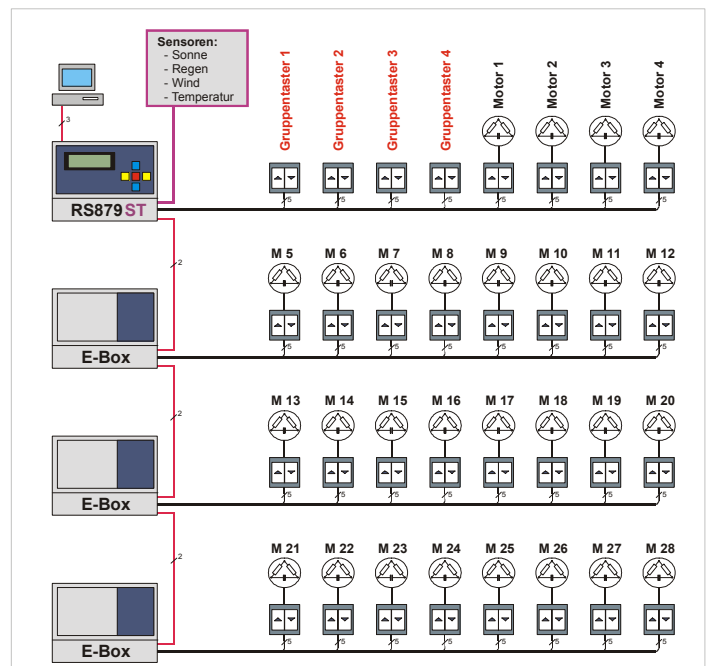 Sensoren:
- Sonne
- Regen
- Wind
- Temperatur
Gruppentaster 1
Gruppentaster 2
Gruppentaster 3
Gruppentaster 4
Motor 1
Motor 2
Motor 3
Motor 4
3
RS879ST
5 5 5 5 5 5 5 5
2
M 5 M 6 M 7 M 8 M 9 M 10 M 11 M 12
E-Box
5 5 5 5 5 5 5 5
2
M 13 M 14 M 15 M 16 M 17 M 18 M 19 M 20
E-Box
5 5 5 5 5 5 5 5
2
M 21 M 22 M 23 M 24 M 25 M 26 M 27 M 28
E-Box
5 5 5 5 5 5 5 5